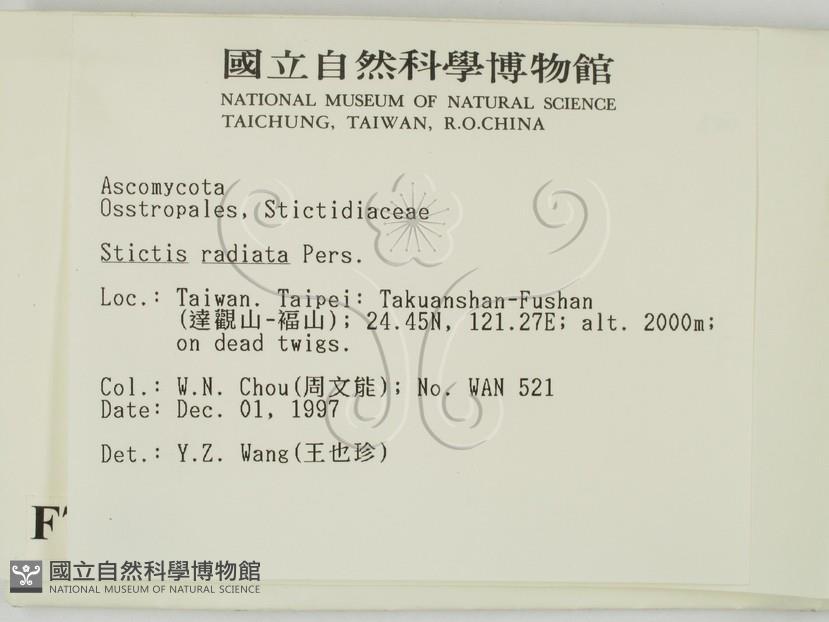 國立自然科學博物館
NATIONAL MUSEUM OF NATURAL SCIENCE
TAICHUNG, TAIWAN, R.O.CHINA
Ascomycota
Osstropales, Stictidiaceae
Stictis radiata Pers.
Loc.: Taiwan. Taipei: Takuanshan-Fushan
(達觀山-福山); 24.45N, 121.27E; alt. 2000m;
on dead twigs.
Col.: W.N. Chou(周文能); No. WAN 521
Date: Dec. 01, 1997
Det.: Y.Z. Wang(王也珍)
F
國立自然科學博物館
NATIONAL MUSEUM OF NATURAL SCIENCE